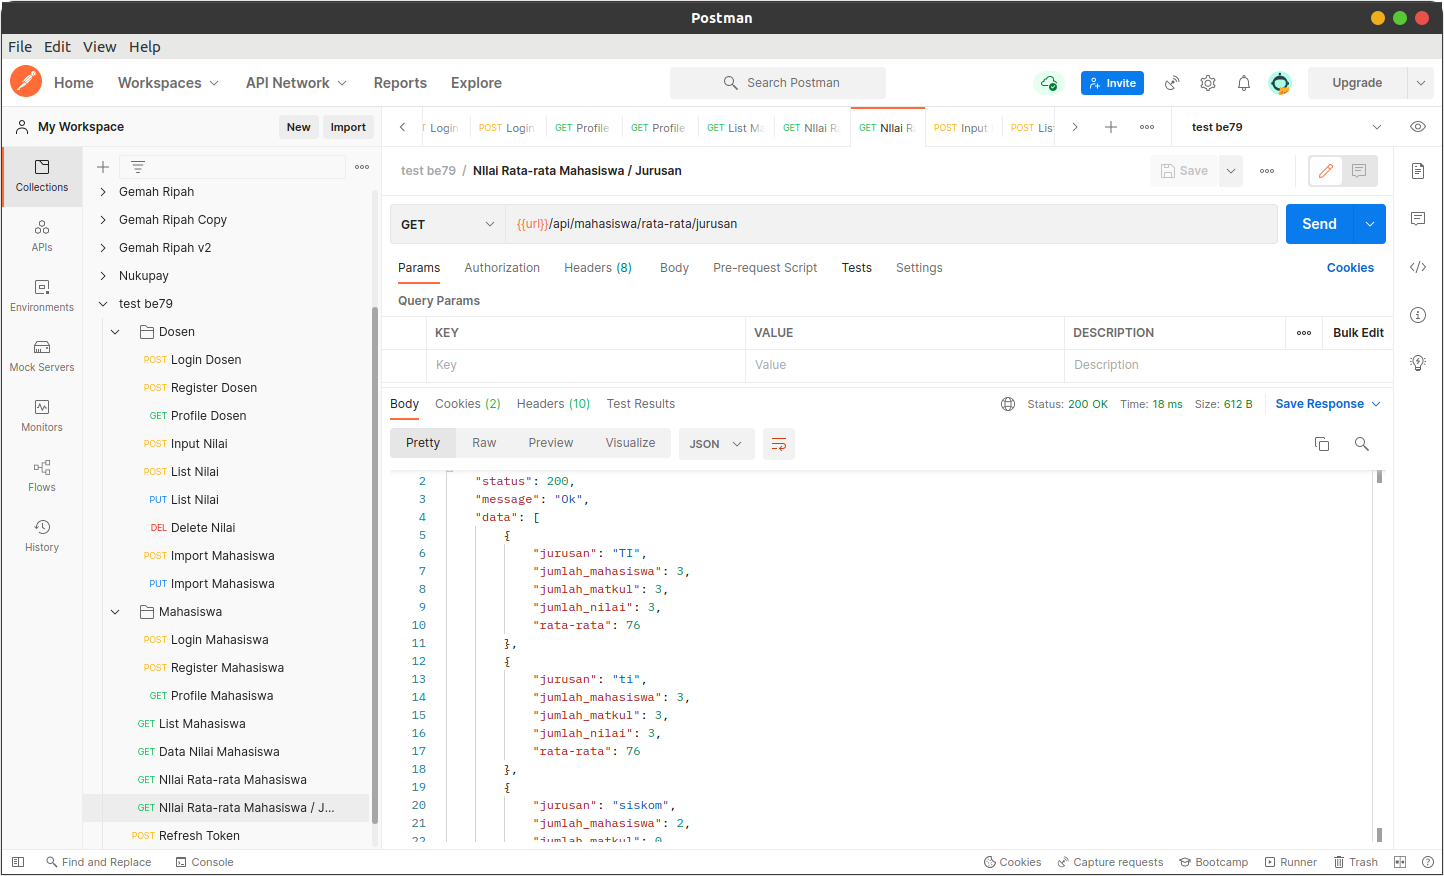 Postman
File Edit View Help
Home Workspaces API Network Reports Explore Search Postman Invite Upgrade
My Workspace New Import
Login POST Login GET Profile GET Profile GET List Ma GET NIlai R GET NIlai R POST Input POST List test be79
Collections
APIs
Environments
Mock Servers
Monitors
Flows
History
Gemah Ripah
Gemah Ripah Copy
Gemah Ripah v2
Nukupay
test be79
Dosen
POST Login Dosen
POST Register Dosen
GET Profile Dosen
POST Input Nilai
POST List Nilai
PUT List Nilai
DEL Delete Nilai
POST Import Mahasiswa
PUT Import Mahasiswa
Mahasiswa
POST Login Mahasiswa
POST Register Mahasiswa
GET Profile Mahasiswa
GET List Mahasiswa
GET Data Nilai Mahasiswa
GET NIlai Rata-rata Mahasiswa
GET NIlai Rata-rata Mahasiswa / J...
POST Refresh Token
test be79 / NIlai Rata-rata Mahasiswa / Jurusan Save
GET {{url}}/api/mahasiswa/rata-rata/jurusan Send
Params Authorization Headers (8) Body Pre-request Script Tests Settings Cookies
Query Params
KEY VALUE DESCRIPTION Bulk Edit
Key Value Description
Body Cookies (2) Headers (10) Test Results Status: 200 OK Time: 18 ms Size: 612 B Save Response
Pretty Raw Preview Visualize JSON
2 "status": 200,
3 "message": "Ok",
4 "data": [
5 {
6 "jurusan": "TI",
7 "jumlah_mahasiswa": 3,
8 "jumlah_matkul": 3,
9 "jumlah_nilai": 3,
10 "rata-rata": 76
11 },
12 {
13 "jurusan": "ti",
14 "jumlah_mahasiswa": 3,
15 "jumlah_matkul": 3,
16 "jumlah_nilai": 3,
17 "rata-rata": 76
18 },
19 {
20 "jurusan": "siskom",
21 "jumlah_mahasiswa": 2,
22 "jumlah_matkul": 0
Find and Replace Console Cookies Capture requests Bootcamp Runner Trash